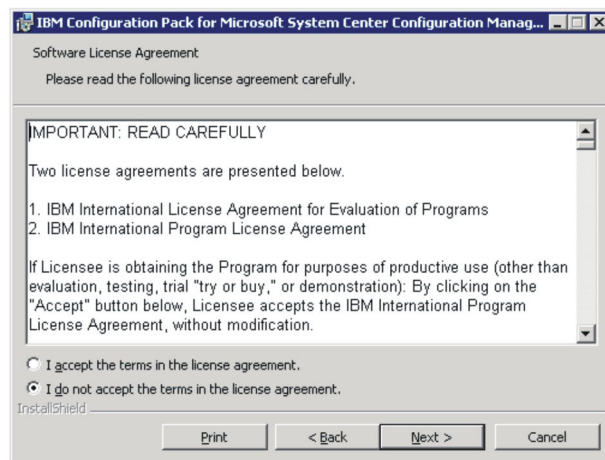 IBM Configuration Pack for Microsoft System Center Configuration Manag...
Software License Agreement
Please read the following license agreement carefully.
IMPORTANT: READ CAREFULLY
Two license agreements are presented below.
1. IBM International License Agreement for Evaluation of Programs
2. IBM International Program License Agreement
If Licensee is obtaining the Program for purposes of productive use (other than
evaluation, testing, trial "try or buy," or demonstration): By clicking on the
"Accept" button below, Licensee accepts the IBM International Program
License Agreement, without modification.
I accept the terms in the license agreement.
I do not accept the terms in the license agreement.
InstallShield
Print < Back Next > Cancel